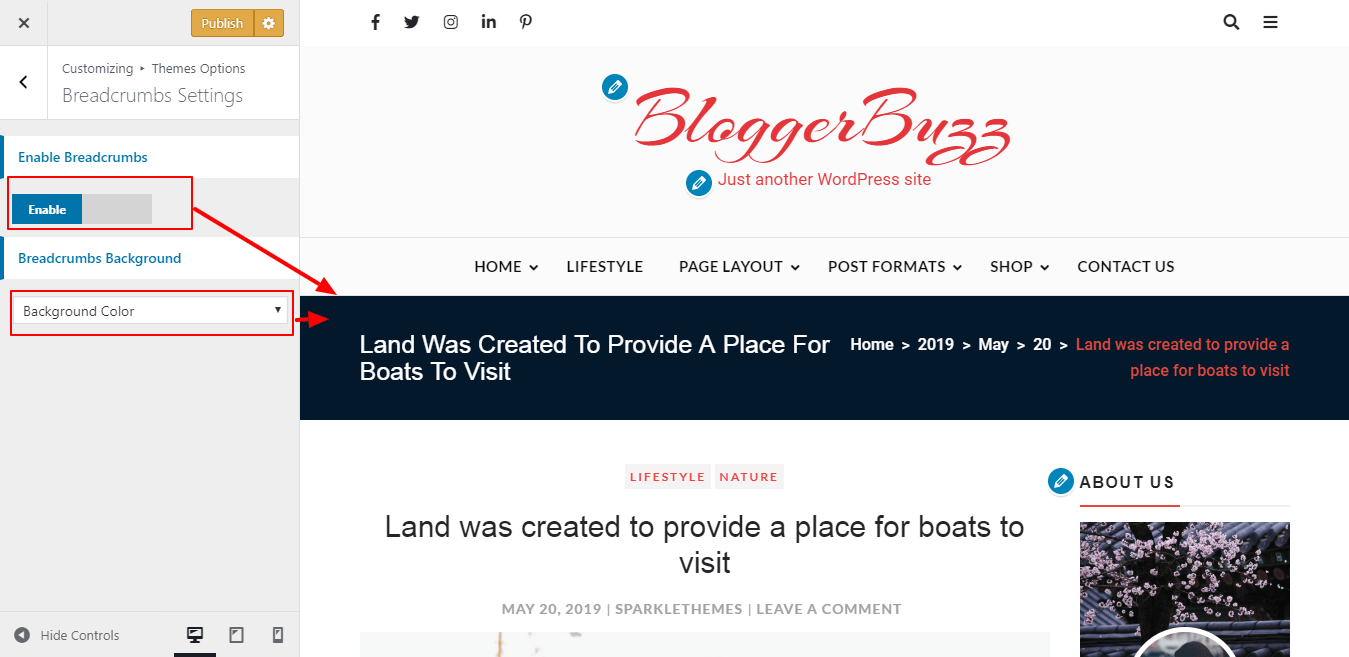 Publish
Customizing ▸ Themes Options
Breadcrumbs Settings
Enable Breadcrumbs
Enable
Breadcrumbs Background
Background Color
Hide Controls
BloggerBuzz
Just another WordPress site
HOME LIFESTYLE PAGE LAYOUT POST FORMATS SHOP CONTACT US
Land Was Created To Provide A Place For
Boats To Visit
Home > 2019 > May > 20 > Land was created to provide a
place for boats to visit
LIFESTYLE NATURE
Land was created to provide a place for boats to
visit
MAY 20, 2019 | SPARKLETHEMES | LEAVE A COMMENT
ABOUT US